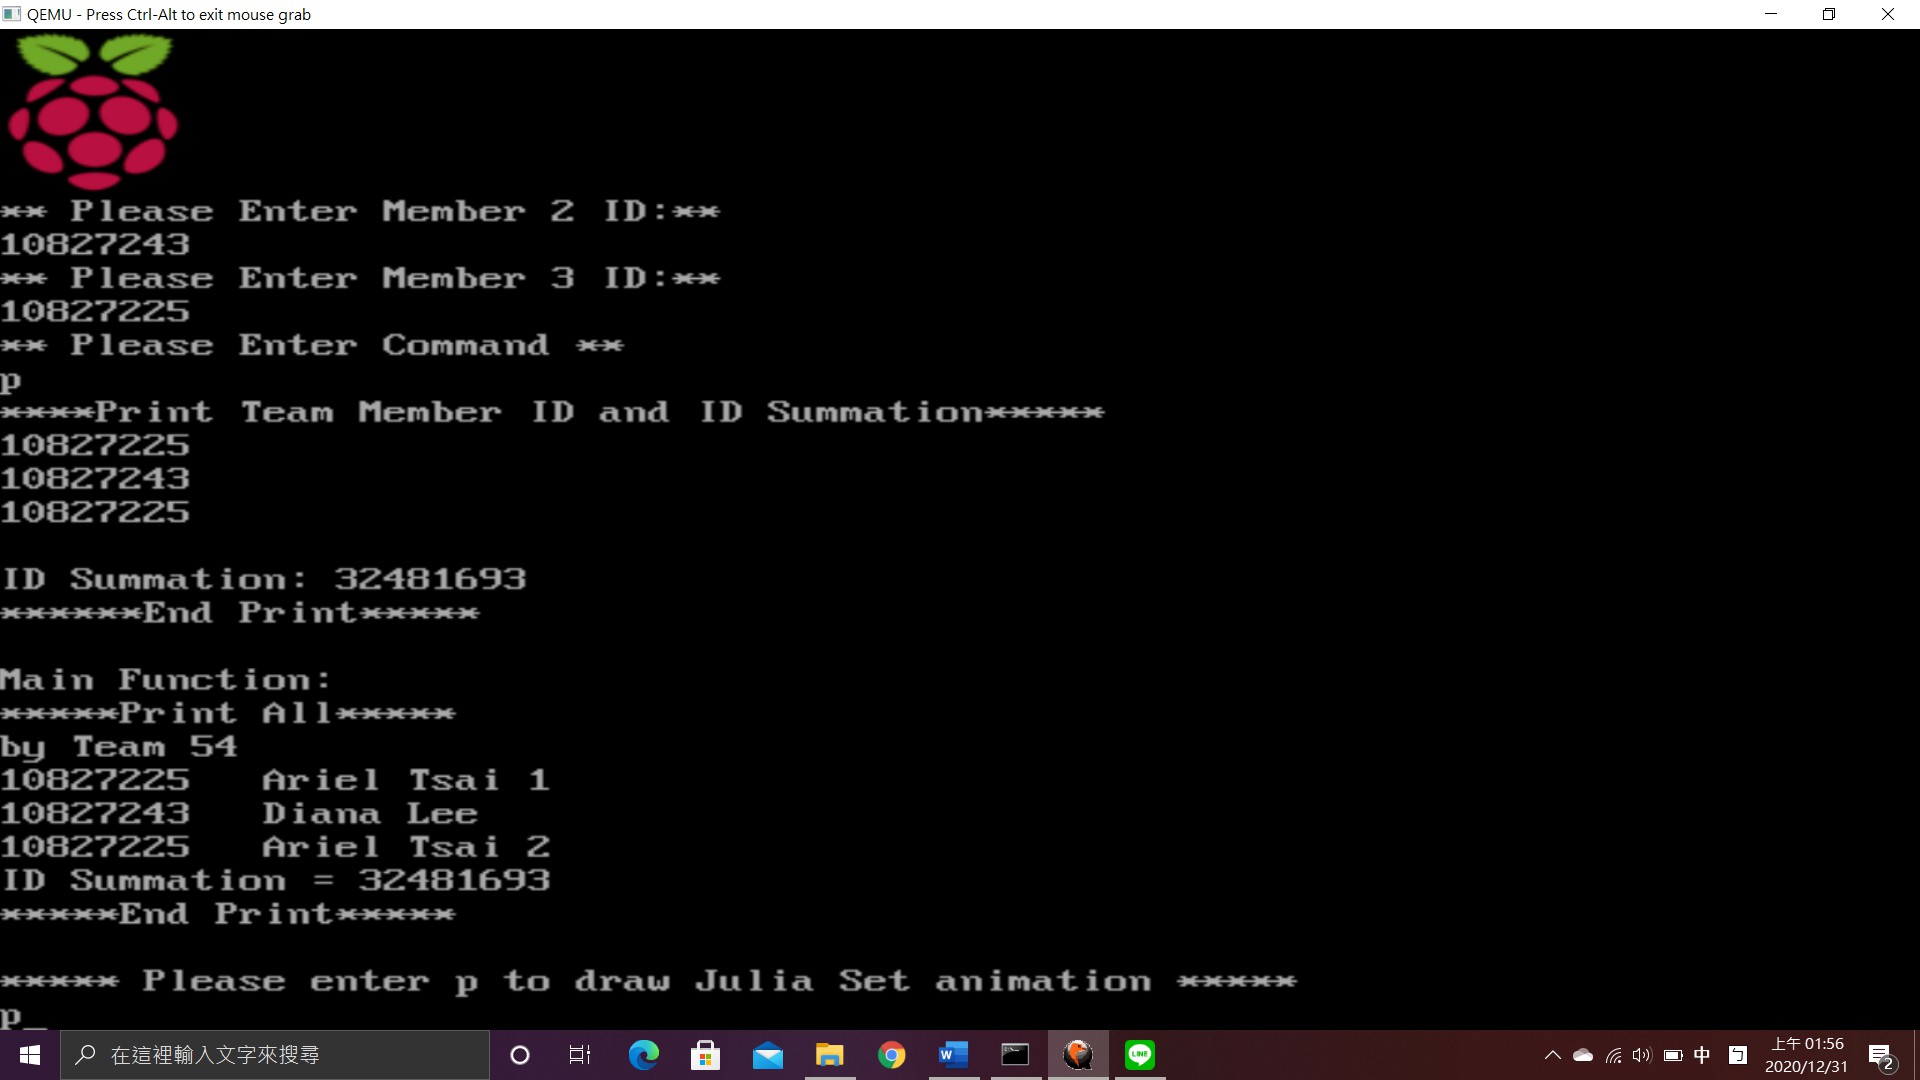 QEMU - Press Ctrl-Alt to exit mouse grab
** Please Enter Member 2 ID:**
10827243
** Please Enter Member 3 ID:**
10827225
** Please Enter Command **
p
****Print Team Member ID and ID Summation*****
10827225
10827243
10827225
ID Summation: 32481693
******End Print*****
Main Function:
*****Print All*****
by Team 54
10827225   Ariel Tsai 1
10827243   Diana Lee
10827225   Ariel Tsai 2
ID Summation = 32481693
*****End Print*****
***** Please enter p to draw Julia Set animation *****
p_
在這裡輸入文字來搜尋
W
LINE
中
ㄅ
上午 01:56
2020/12/31
2